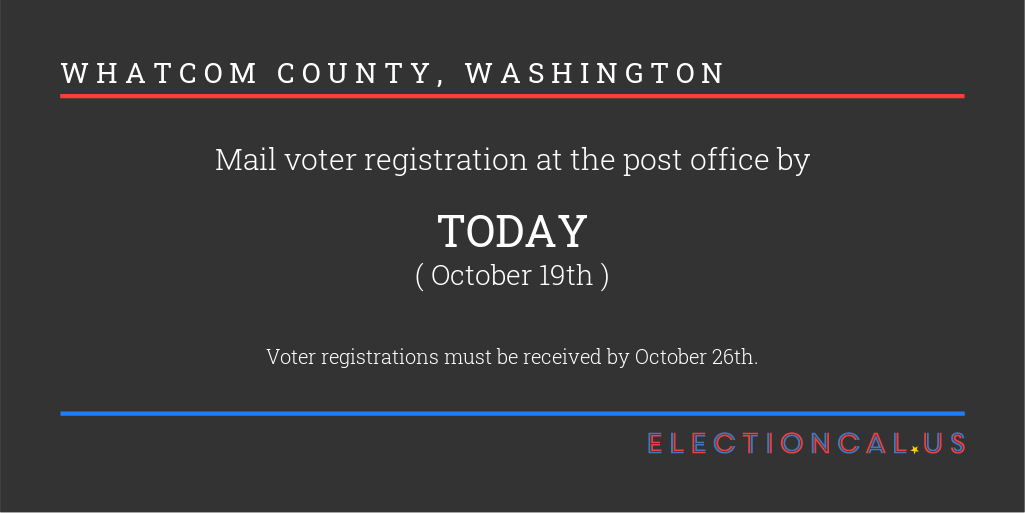 WHATCOM COUNTY, WASHINGTON
Mail voter registration at the post office by
TODAY
( October 19th )
Voter registrations must be received by October 26th.
ELECTIONCAL.US